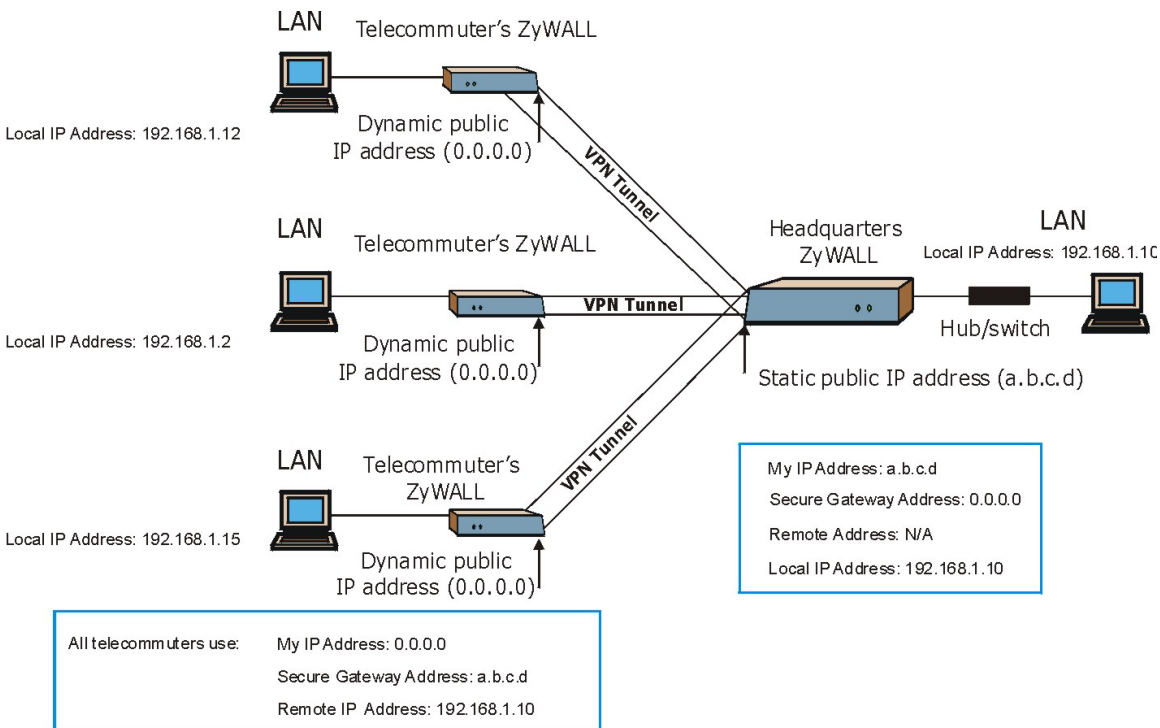 LAN
Telecommuter's ZyWALL
Local IP Address: 192.168.1.12
Dynamic public
IP address (0.0.0.0)
VPN Tunnel
LAN
Telecommuter's ZyWALL
Local IP Address: 192.168.1.2
Dynamic public
IP address (0.0.0.0)
VPN Tunnel
Headquarters
ZyWALL
LAN
Local IP Address: 192.168.1.10
Hub/switch
Static public IP address (a.b.c.d)
LAN
Telecommuter's
ZyWALL
Local IP Address: 192.168.1.15
Dynamic public
IP address (0.0.0.0)
VPN Tunnel
My IP Address: a.b.c.d
Secure Gateway Address: 0.0.0.0
Remote Address: N/A
Local IP Address: 192.168.1.10
All telecommuters use: My IP Address: 0.0.0.0
Secure Gateway Address: a.b.c.d
Remote IP Address: 192.168.1.10